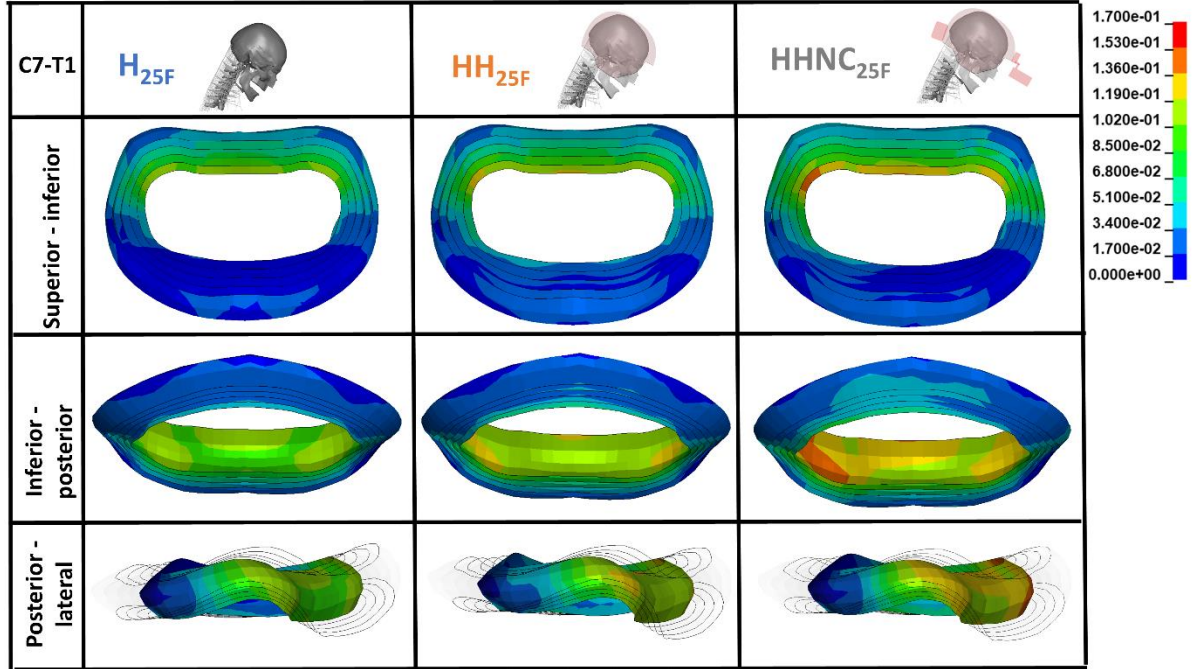 C7-T1
H25F
HH25F
HHNC25F
1.700e-01
1.530e-01
1.360e-01
1.190e-01
1.020e-01
8.500e-02
6.800e-02
5.100e-02
3.400e-02
1.700e-02
0.000e+00
Superior - inferior
Inferior -
posterior
Posterior -
lateral